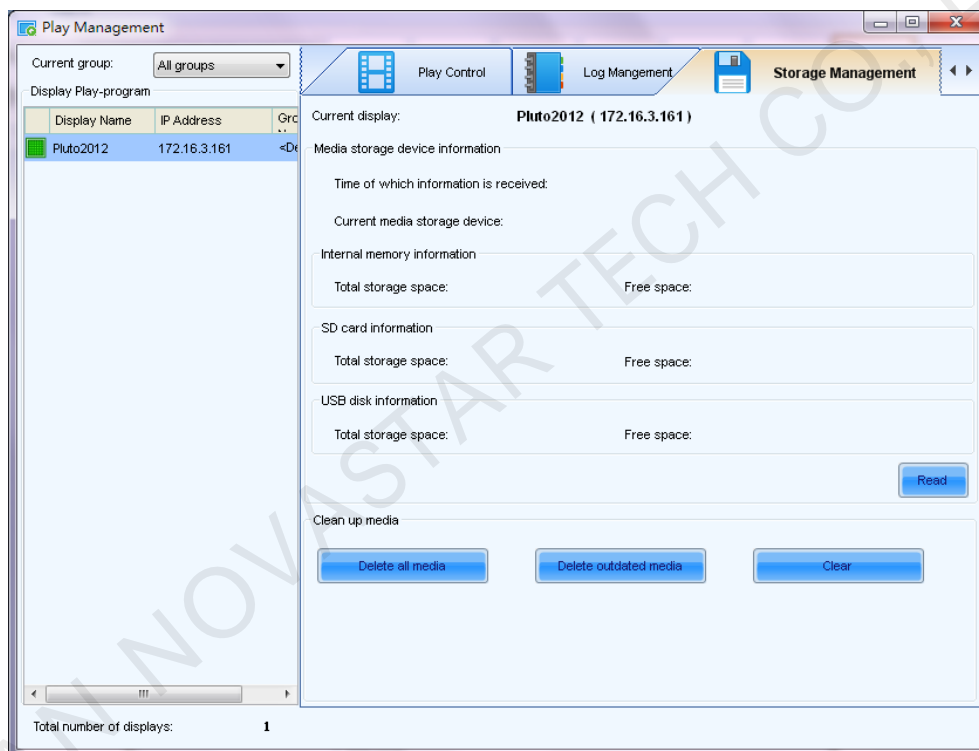 Play Management
Current group: All groups
Display Play-program
Display Name IP Address Grc
Pluto2012 172.16.3.161 <De
Total number of displays: 1
Play Control Log Mangement Storage Management
Current display: Pluto2012 ( 172.16.3.161 )
Media storage device information
Time of which information is received:
Current media storage device:
Internal memory information
Total storage space: Free space:
SD card information
Total storage space: Free space:
USB disk information
Total storage space: Free space:
Read
Clean up media
Delete all media Delete outdated media Clear
N NOVASTAR TECH CO.,